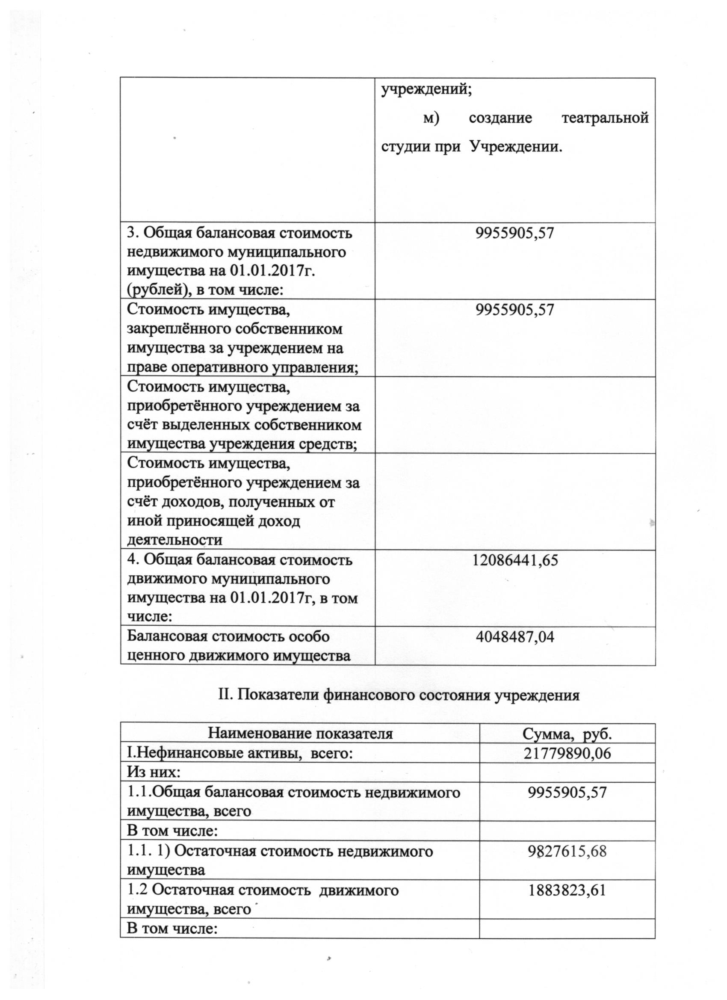 учреждений;
м) создание театральной
студии при Учреждении.
3. Общая балансовая стоимость
недвижимого муниципального
имущества на 01.01.2017г.
(рублей), в том числе:
9955905,57
Стоимость имущества,
закреплённого собственником
имущества за учреждением на
праве оперативного управления;
9955905,57
Стоимость имущества,
приобретённого учреждением за
счёт выделенных собственником
имущества учреждения средств;
Стоимость имущества,
приобретённого учреждением за
счёт доходов, полученных от
иной приносящей доход
деятельности
4. Общая балансовая стоимость
движимого муниципального
имущества на 01.01.2017г, в том
числе:
12086441,65
Балансовая стоимость особо
ценного движимого имущества
4048487,04
II. Показатели финансового состояния учреждения
Наименование показателя
Сумма, руб.
I.Нефинансовые активы, всего:
21779890,06
Из них:
1.1.Общая балансовая стоимость недвижимого
имущества, всего
9955905,57
В том числе:
1.1. 1) Остаточная стоимость недвижимого
имущества
9827615,68
1.2 Остаточная стоимость движимого
имущества, всего
1883823,61
В том числе: